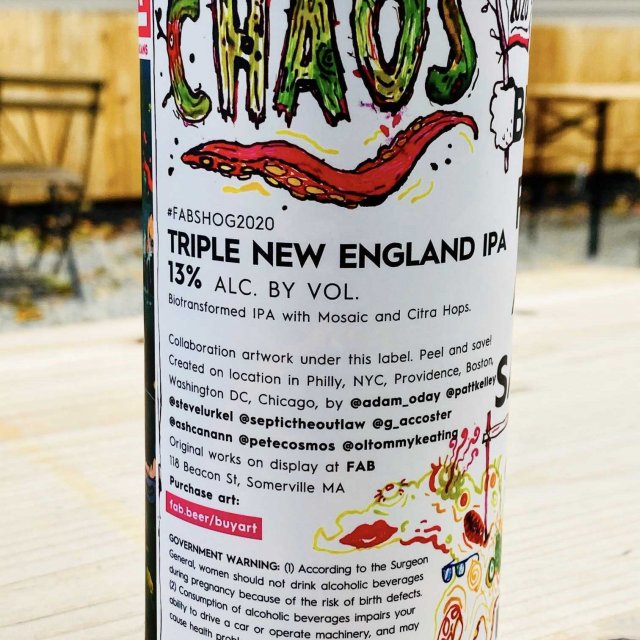 CHAOS
#FABSHOG2020
TRIPLE NEW ENGLAND IPA
13% ALC. BY VOL.
Biotransformed IPA with Mosaic and Citra Hops.
Collaboration artwork under this label. Peel and save!
Created on location in Philly, NYC, Providence, Boston,
Washington DC, Chicago, by @adam_oday @pattkelley
@stevelurkel @septictheoutlaw @g_accoster
@ashcanann @petecosmos @oltommykeating
Original works on display at FAB
118 Beacon St, Somerville MA
Purchase art:
fab.beer/buyart
GOVERNMENT WARNING: (1) According to the Surgeon
General, women should not drink alcoholic beverages
during pregnancy because of the risk of birth defects.
(2) Consumption of alcoholic beverages impairs your
ability to drive a car or operate machinery, and may
cause health